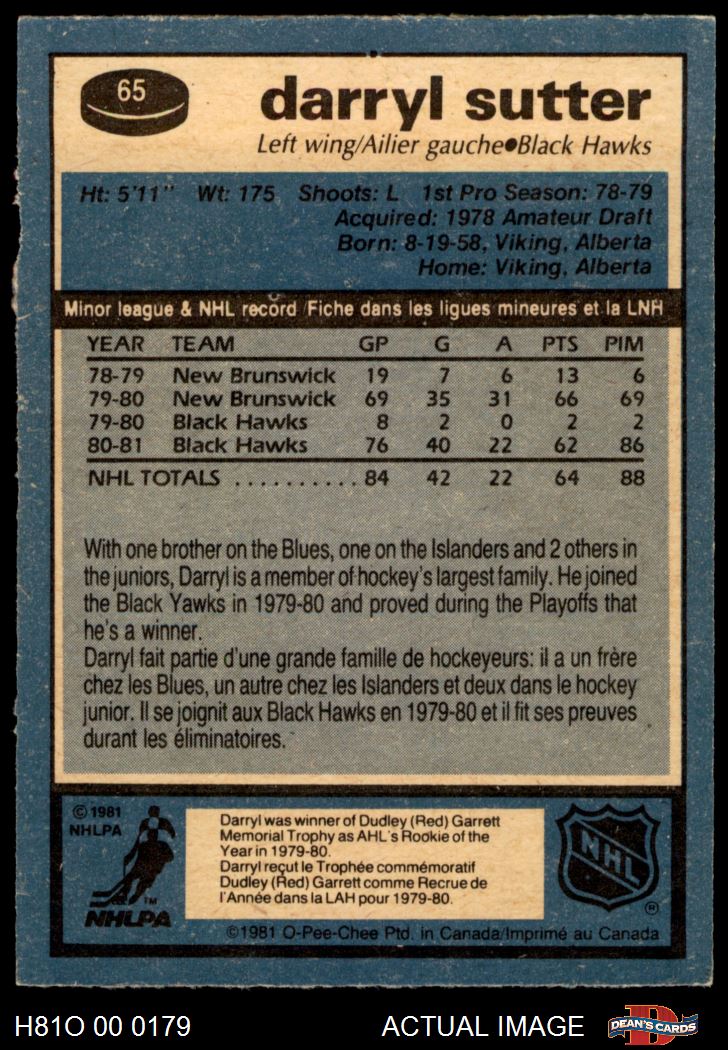 65
darryl sutter
Left wing/Ailier gauche●Black Hawks
Ht: 5'11" Wt: 175 Shoots: L 1st Pro Season: 78-79
Acquired: 1978 Amateur Draft
Born: 8-19-58, Viking, Alberta
Home: Viking, Alberta
Minor league & NHL record/Fiche dans les ligues mineures et la LNH
YEAR TEAM GP G A PTS PIM
78-79 New Brunswick 19 7 6 13 6
79-80 New Brunswick 69 35 31 66 69
79-80 Black Hawks 8 2 0 2 2
80-81 Black Hawks 76 40 22 62 86
NHL TOTALS .......... 84 42 22 64 88
With one brother on the Blues, one on the Islanders and 2 others in
the juniors, Darryl is a member of hockey's largest family. He joined
the Black Yawks in 1979-80 and proved during the Playoffs that
he's a winner.
Darryl fait partie d'une grande famille de hockeyeurs: il a un frère
chez les Blues, un autre chez les Islanders et deux dans le hockey
junior. Il se joignit aux Black Hawks en 1979-80 et il fit ses preuves
durant les éliminatoires.
© 1981
NHLPA
TM
NHLPA
Darryl was winner of Dudley (Red) Garrett
Memorial Trophy as AHL's Rookie of the
Year in 1979-80.
Darryl reçut le Trophée commémoratif
Dudley (Red) Garrett comme Recrue de
l'Année dans la LAH pour 1979-80.
NHL
®
©1981 O-Pee-Chee Ptd. in Canada/Imprimé au Canada
H81O 00 0179
ACTUAL IMAGE
D
DEAN'S CARDS